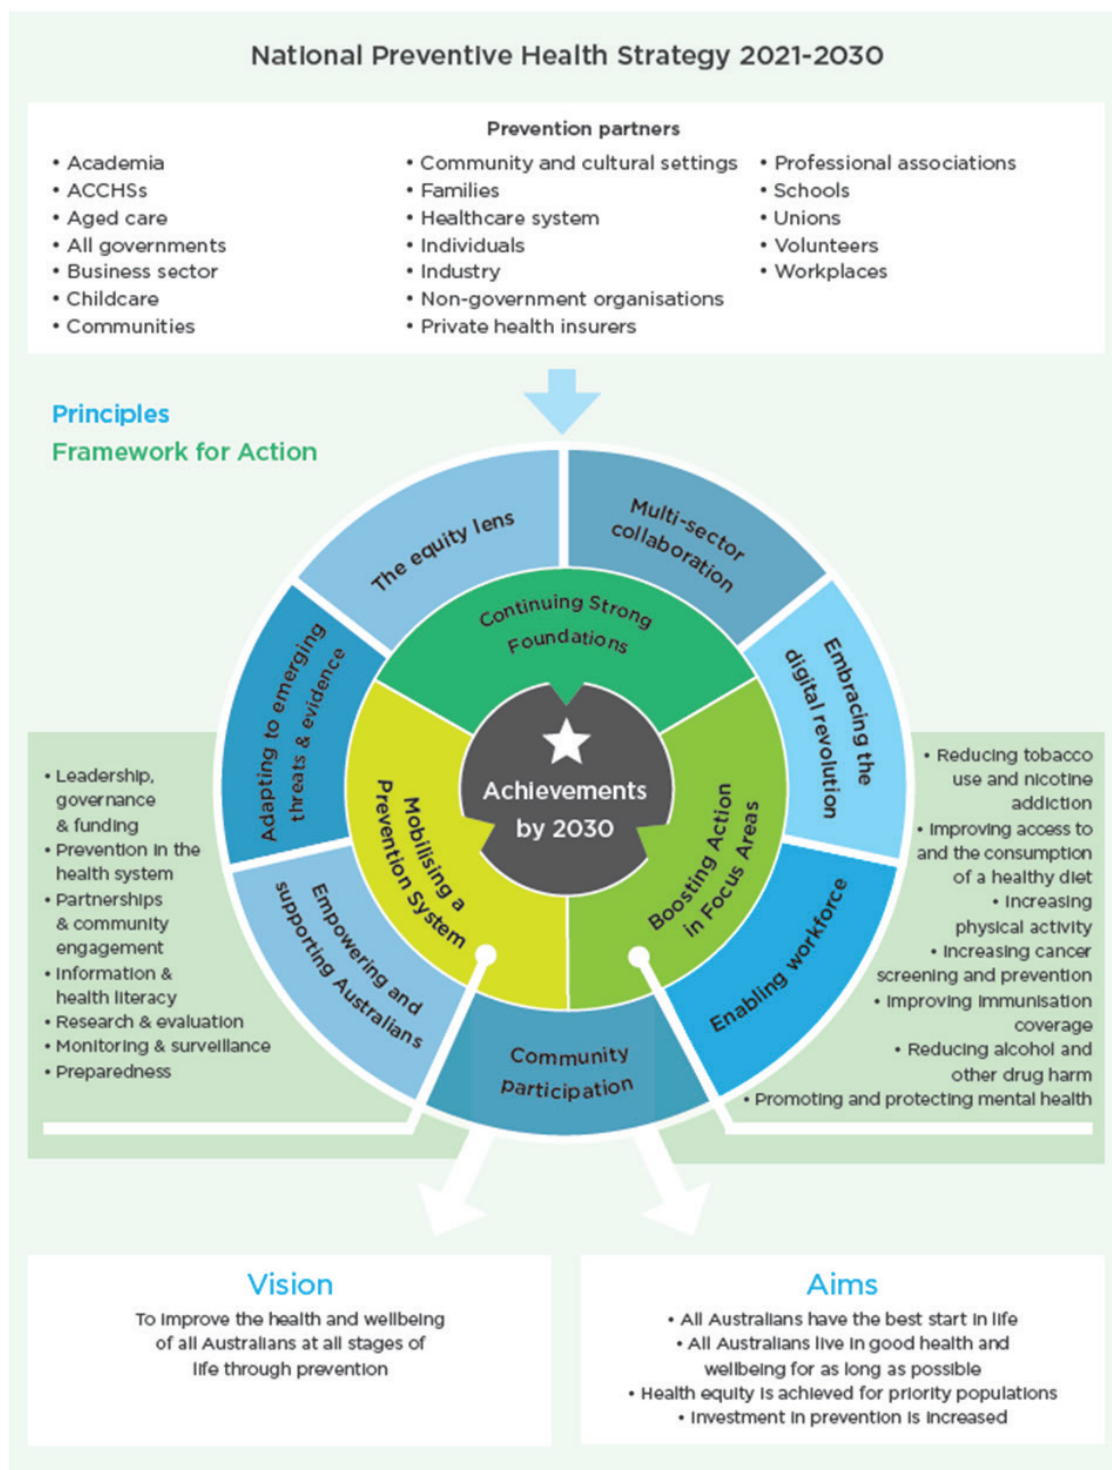 National Preventive Health Strategy 2021-2030
Prevention partners
• Academia
• ACCHSs
• Aged care
• All governments
• Business sector
• Childcare
• Communities
• Community and cultural settings
• Families
• Healthcare system
• Individuals
• Industry
• Non-government organisations
• Private health insurers
• Professional associations
• Schools
• Unions
• Volunteers
• Workplaces
Principles
Framework for Action
The equity lens
Multi-sector
collaboration
Embracing the
digital revolution
Enabling workforce
Community
participation
Empowering and
supporting Australians
Adapting to emerging
threats & evidence
Continuing Strong
Foundations
Mobilising a
Prevention System
Boosting Action
in Focus Areas
Achievements
by 2030
• Leadership,
governance
& funding
• Prevention in the
health system
• Partnerships
& community
engagement
• Information &
health literacy
• Research & evaluation
• Monitoring & surveillance
• Preparedness
• Reducing tobacco
use and nicotine
addiction
• Improving access to
and the consumption
of a healthy diet
• Increasing
physical activity
• Increasing cancer
screening and prevention
• Improving immunisation
coverage
• Reducing alcohol and
other drug harm
• Promoting and protecting mental health
Vision
To improve the health and wellbeing
of all Australians at all stages of
life through prevention
Aims
• All Australians have the best start in life
• All Australians live in good health and
wellbeing for as long as possible
• Health equity is achieved for priority populations
• Investment in prevention is increased